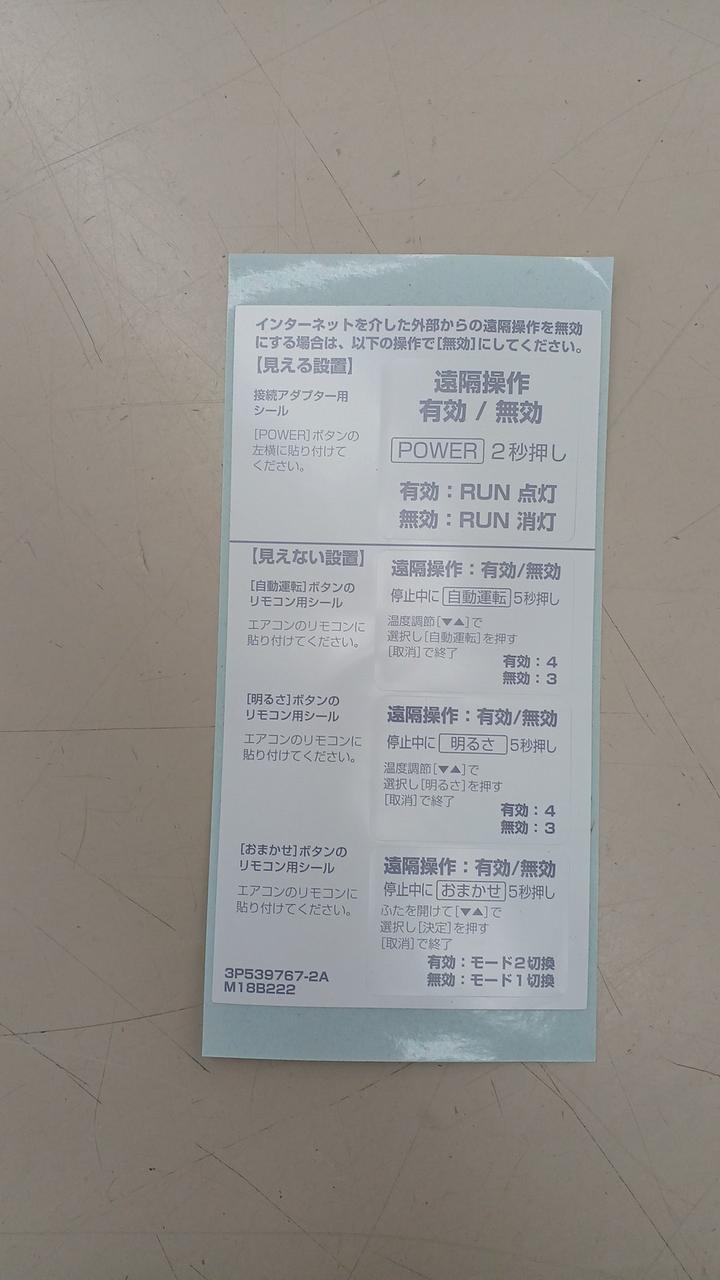 インターネットを介した外部からの遠隔操作を無効
にする場合は、以下の操作で[無効]にしてください。
【見える設置】
接続アダプター用
シール
[POWER]ボタンの
左横に貼り付けて
ください。
遠隔操作
有効 / 無効
POWER 2秒押し
有効：RUN 点灯
無効：RUN 消灯
【見えない設置】
[自動運転]ボタンの
リモコン用シール
エアコンのリモコンに
貼り付けてください。
遠隔操作：有効/無効
停止中に 自動運転 5秒押し
温度調節[▼▲]で
選択し[自動運転]を押す
[取消]で終了
有効：4
無効：3
[明るさ]ボタンの
リモコン用シール
エアコンのリモコンに
貼り付けてください。
遠隔操作：有効/無効
停止中に 明るさ 5秒押し
温度調節[▼▲]で
選択し[明るさ]を押す
[取消]で終了
有効：4
無効：3
[おまかせ]ボタンの
リモコン用シール
エアコンのリモコンに
貼り付けてください。
遠隔操作：有効/無効
停止中に おまかせ 5秒押し
ふたを開けて[▼▲]で
選択し[決定]を押す
[取消]で終了
有効：モード2切換
無効：モード1切換
3P539767-2A
M18B222